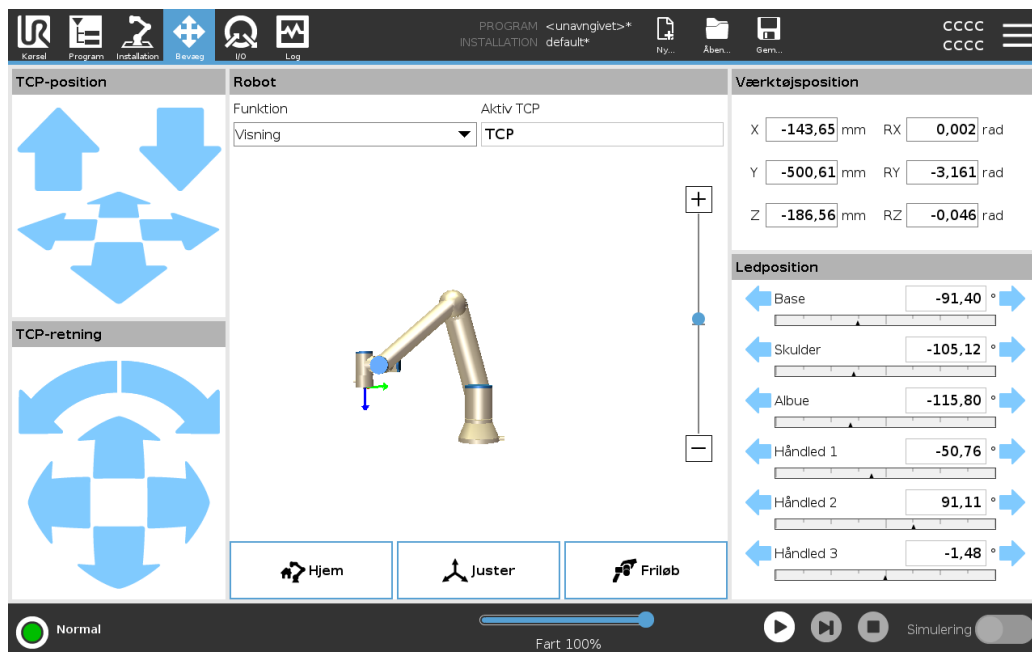 UR
PROGRAM <unavngivet>*
INSTALLATION default*
CCCC
CCCC
Kørsel Program Installation Bevæg I/O Log Ny... Åben... Gem...
TCP-position
Robot
Værktøjsposition
Funktion Aktiv TCP
Visning TCP
X -143,65 mm RX 0,002 rad
Y -500,61 mm RY -3,161 rad
Z -186,56 mm RZ -0,046 rad
Ledposition
Base -91,40 °
Skulder -105,12 °
Albue -115,80 °
Håndled 1 -50,76 °
Håndled 2 91,11 °
Håndled 3 -1,48 °
TCP-retning
Hjem Juster Friløb
Normal
Fart 100%
Simulering